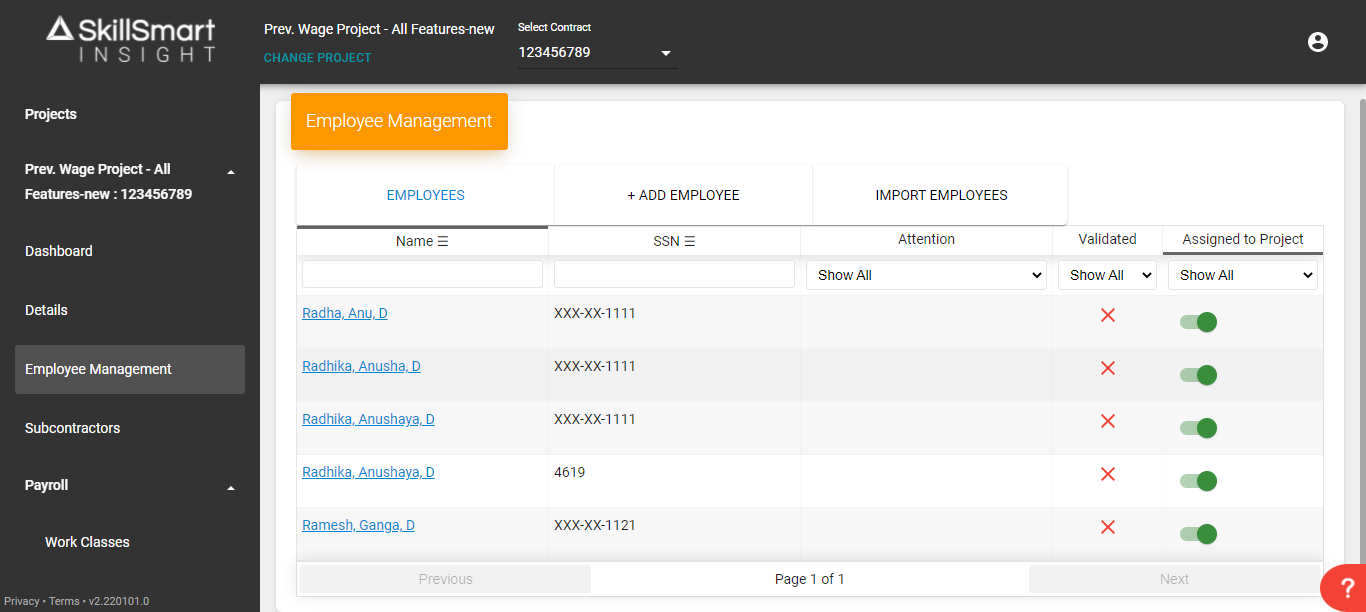 SkillSmart
INSIGHT
Prev. Wage Project - All Features-new
CHANGE PROJECT
Select Contract
123456789
Projects
Prev. Wage Project - All
Features-new : 123456789
Dashboard
Details
Employee Management
Subcontractors
Payroll
Work Classes
Privacy • Terms • v2.220101.0
Employee Management
EMPLOYEES + ADD EMPLOYEE IMPORT EMPLOYEES
Name ☰ SSN ☰ Attention Validated Assigned to Project
Show All Show All Show All
Radha, Anu, D XXX-XX-1111
Radhika, Anusha, D XXX-XX-1111
Radhika, Anushaya, D XXX-XX-1111
Radhika, Anushaya, D 4619
Ramesh, Ganga, D XXX-XX-1121
Previous Page 1 of 1 Next
?